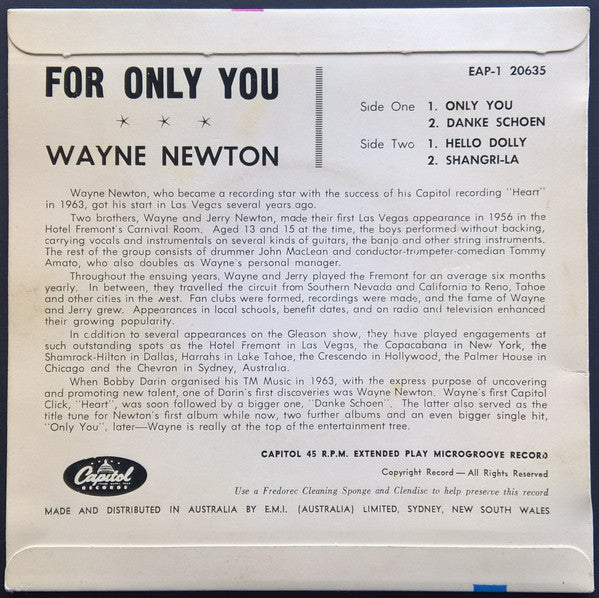 FOR ONLY YOU
WAYNE NEWTON
EAP-1 20635
Side One 1. ONLY YOU
2. DANKE SCHOEN
Side Two 1. HELLO DOLLY
2. SHANGRI-LA
Wayne Newton, who became a recording star with the success of his Capitol recording "Heart"
in 1963, got his start in Las Vegas several years ago.
Two brothers, Wayne and Jerry Newton, made their first Las Vegas appearance in 1956 in the
Hotel Fremont's Carnival Room. Aged 13 and 15 at the time, the boys performed without backing,
carrying vocals and instrumentals on several kinds of guitars, the banjo and other string instruments.
The rest of the group consists of drummer John MacLean and conductor-trumpeter-comedian Tommy
Amato, who also doubles as Wayne's personal manager.
Throughout the ensuing years, Wayne and Jerry played the Fremont for an average six months
yearly. In between, they travelled the circuit from Southern Nevada and California to Reno, Tahoe
and other cities in the west. Fan clubs were formed, recordings were made, and the fame of Wayne
and Jerry grew. Appearances in local schools, benefit dates, and on radio and television enhanced
their growing popularity.
In addition to several appearances on the Gleason show, they have played engagements at
such outstanding spots as the Hotel Fremont in Las Vegas, the Copacabana in New York, the
Shamrock-Hilton in Dallas, Harrahs in Lake Tahoe, the Crescendo in Hollywood, the Palmer House in
Chicago and the Chevron in Sydney, Australia.
When Bobby Darin organised his TM Music in 1963, with the express purpose of uncovering
and promoting new talent, one of Darin's first discoveries was Wayne Newton. Wayne's first Capitol
Click, "Heart", was soon followed by a bigger one, "Danke Schoen". The latter also served as the
title tune for Newton's first album while now, two further albums and an even bigger single hit,
"Only You", later—Wayne is really at the top of the entertainment tree.
CAPITOL 45 R.P.M. EXTENDED PLAY MICROGROOVE RECORD
Copyright Record — All Rights Reserved
Capitol
RECORDS
Use a Fredorec Cleaning Sponge and Clendisc to help preserve this record
MADE AND DISTRIBUTED IN AUSTRALIA BY E.M.I. (AUSTRALIA) LIMITED, SYDNEY, NEW SOUTH WALES